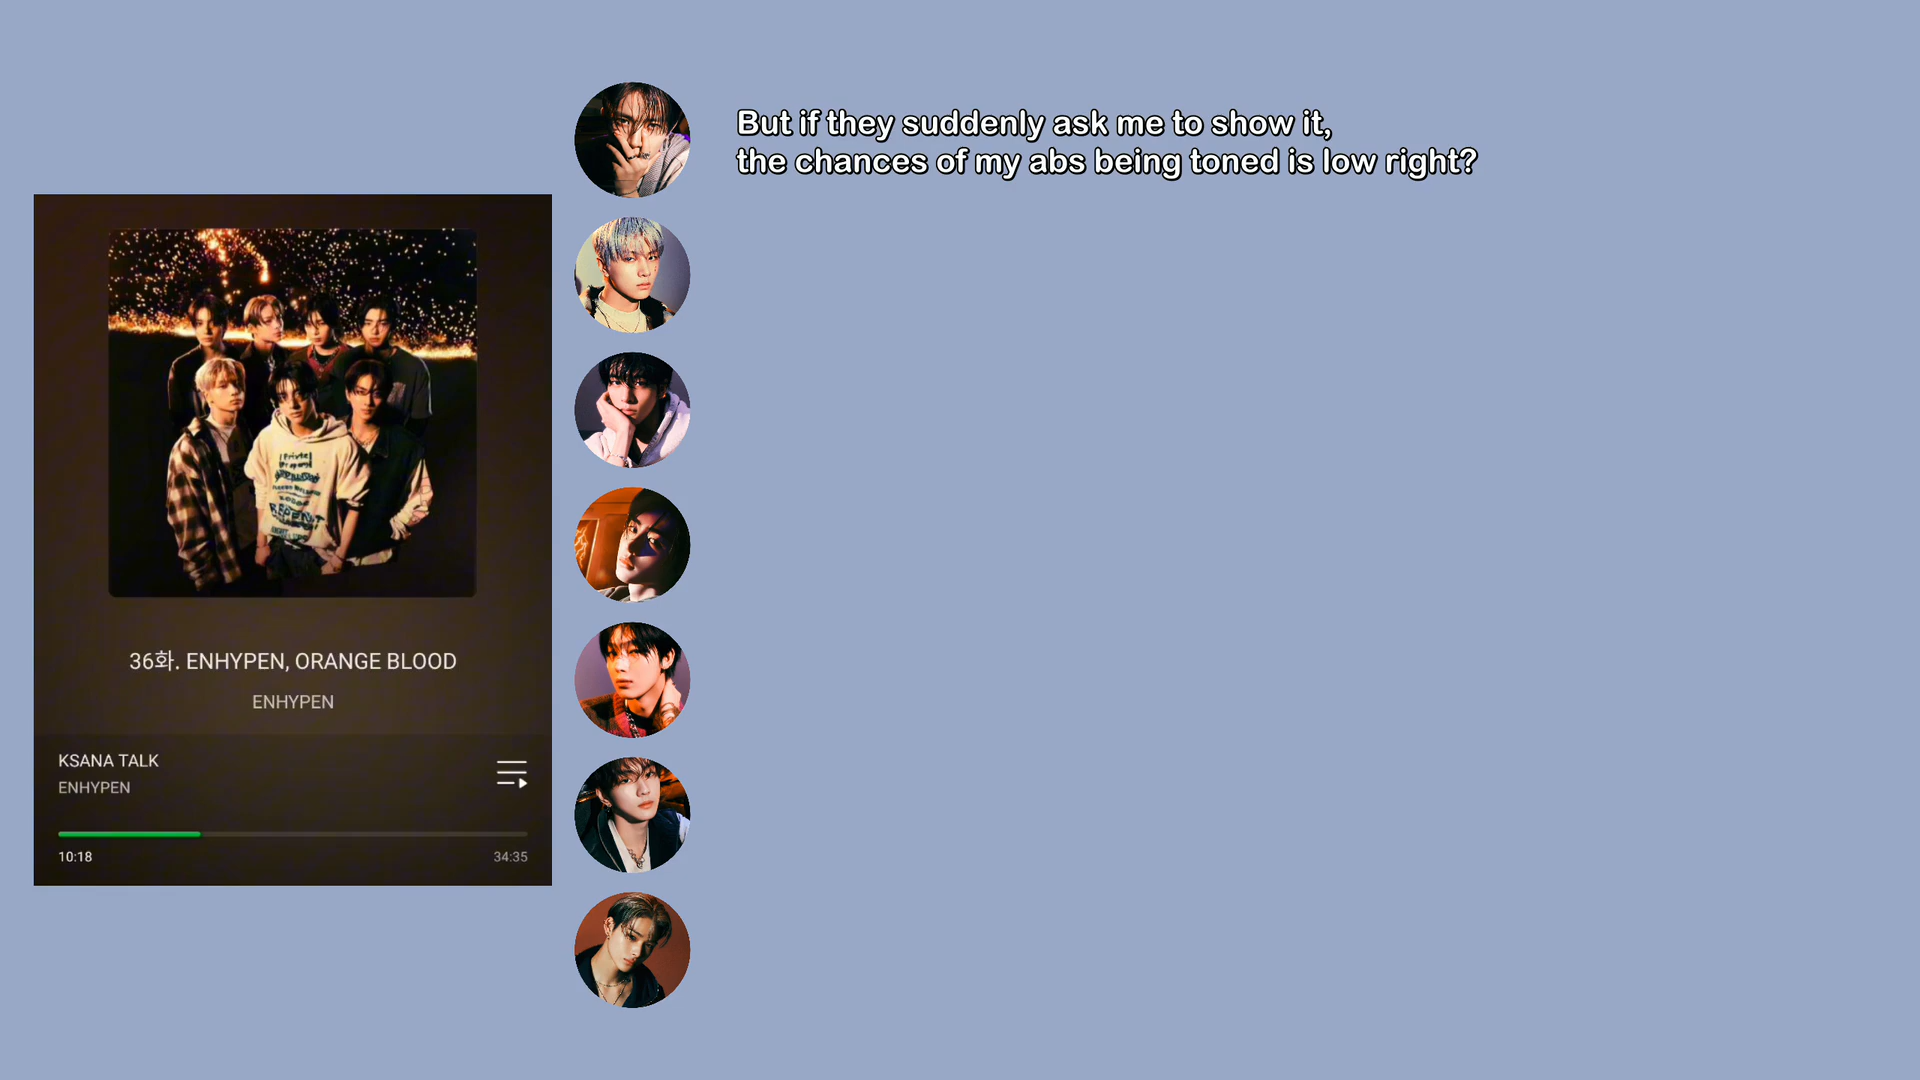 But if they suddenly ask me to show it,
the chances of my abs being toned is low right?
36화. ENHYPEN, ORANGE BLOOD
ENHYPEN
KSANA TALK
ENHYPEN
10:18
34:35